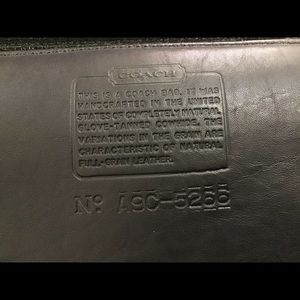 COACH
THIS IS A COACH BAG. IT WAS
HANDCRAFTED IN THE UNITED
STATES OF COMPLETELY NATURAL
GLOVE-TANNED COWHIDE. THE
VARIATIONS IN THE GRAIN ARE
CHARACTERISTIC OF NATURAL
FULL-GRAIN LEATHER.
Nº A9C-5266